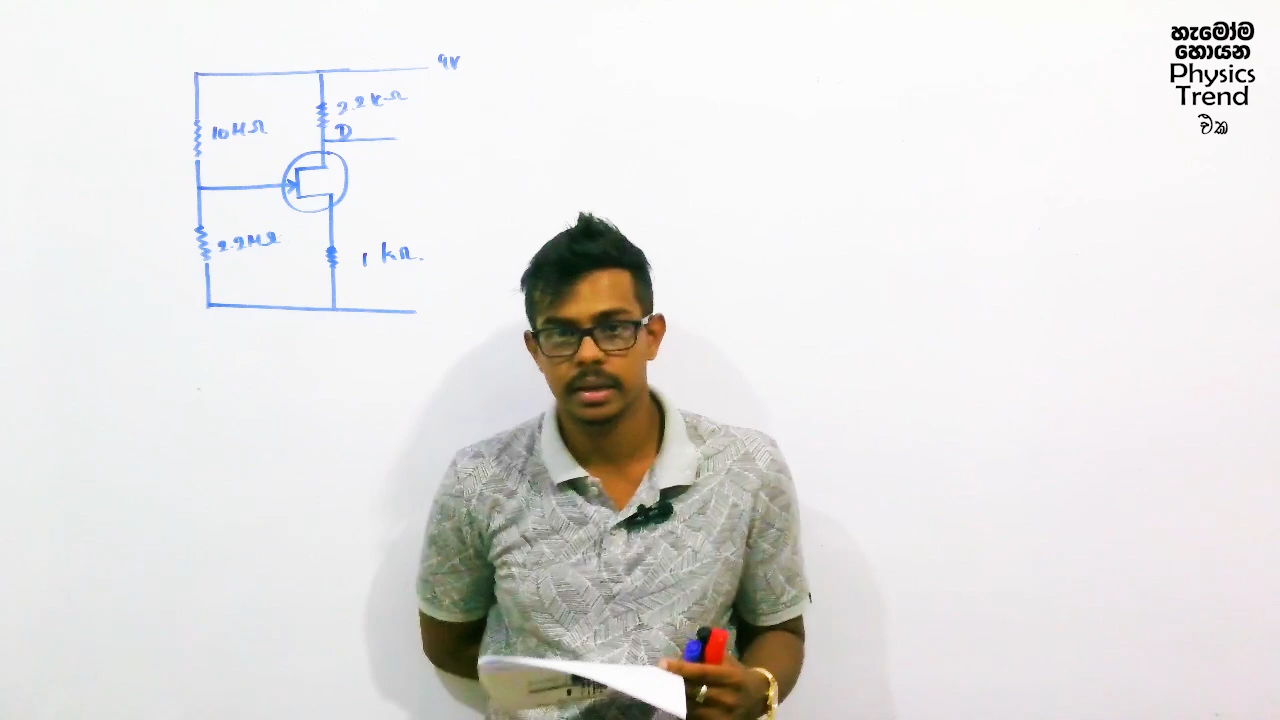 හැමෝම
හොයන
Physics
Trend
එක
9V
2.2kΩ
D
10MΩ
2.2MΩ
1 kΩ.